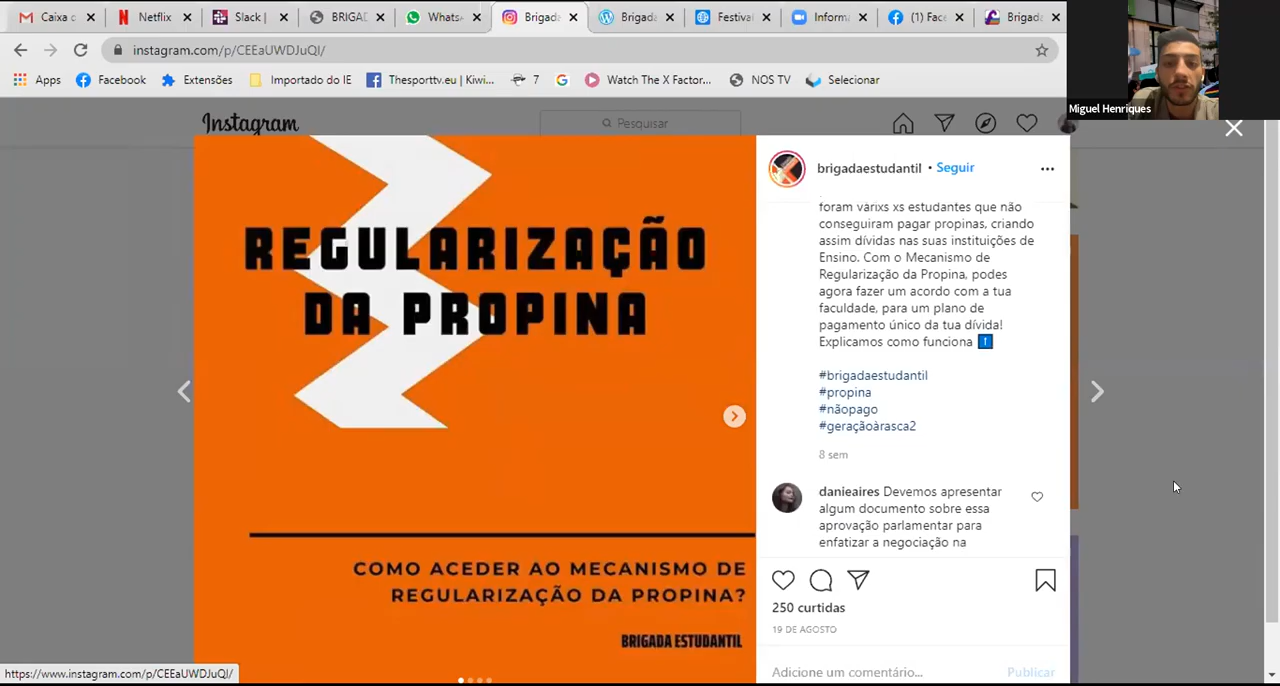 Caixa c
Netflix
Slack |
BRIGAD
Whats
Brigada
Brigada
Festival
Inform
(1) Face
Brigad
instagram.com/p/CEEaUWDJuQI/
Apps
Facebook
Extensões
Importado do IE
Thesporttv.eu | Kiwi...
7
Watch The X Factor...
NOS TV
Selecionar
Miguel Henriques
Instagram
Pesquisar
REGULARIZAÇÃO
DA PROPINA
COMO ACEDER AO MECANISMO DE
REGULARIZAÇÃO DA PROPINA?
BRIGADA ESTUDANTIL
brigadaestudantil • Seguir
foram várixs xs estudantes que não
conseguiram pagar propinas, criando
assim dívidas nas suas instituições de
Ensino. Com o Mecanismo de
Regularização da Propina, podes
agora fazer um acordo com a tua
faculdade, para um plano de
pagamento único da tua dívida!
Explicamos como funciona
#brigadaestudantil
#propina
#nãopago
#geraçãoàrasca2
8 sem
danieaires Devemos apresentar
algum documento sobre essa
aprovação parlamentar para
enfatizar a negociação na
250 curtidas
19 DE AGOSTO
Adicione um comentário...
Publicar
https://www.instagram.com/p/CEEaUWDJuQI/